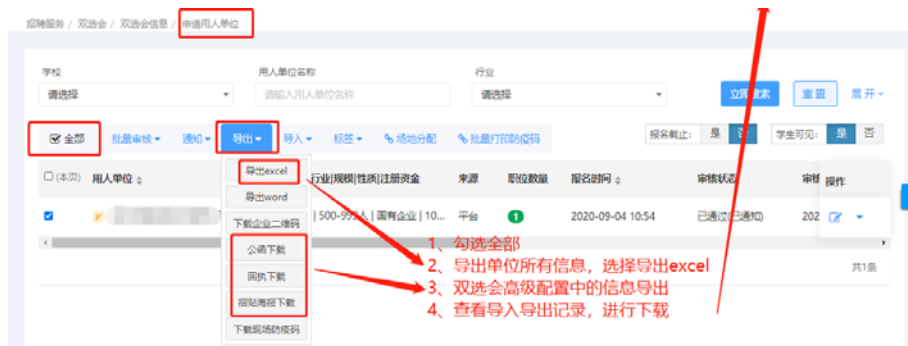 招聘服务 / 双选会 / 双选会信息 / 申请用人单位
学校 用人单位名称 行业
请选择 请输入用人单位名称 请选择 立即搜索 重置 展开
全部 批量审核 通知 导出 导入 标签 场地分配 批量打印防疫码 报名截止: 是 否 学生可见: 是 否
(本页) 用人单位 行业|规模|性质|注册资金 来源 职位数量 报名时间 审核状态 审核 操作
| 500-999人 | 国有企业 | 10... 平台 1 2020-09-04 10:54 已通过(已通知) 202
导出excel
导出word
下载企业二维码
公函下载
回执下载
招贴海报下载
下载现场防疫码
1、勾选全部
2、导出单位所有信息，选择导出excel
3、双选会高级配置中的信息导出
4、查看导入导出记录，进行下载
共1条